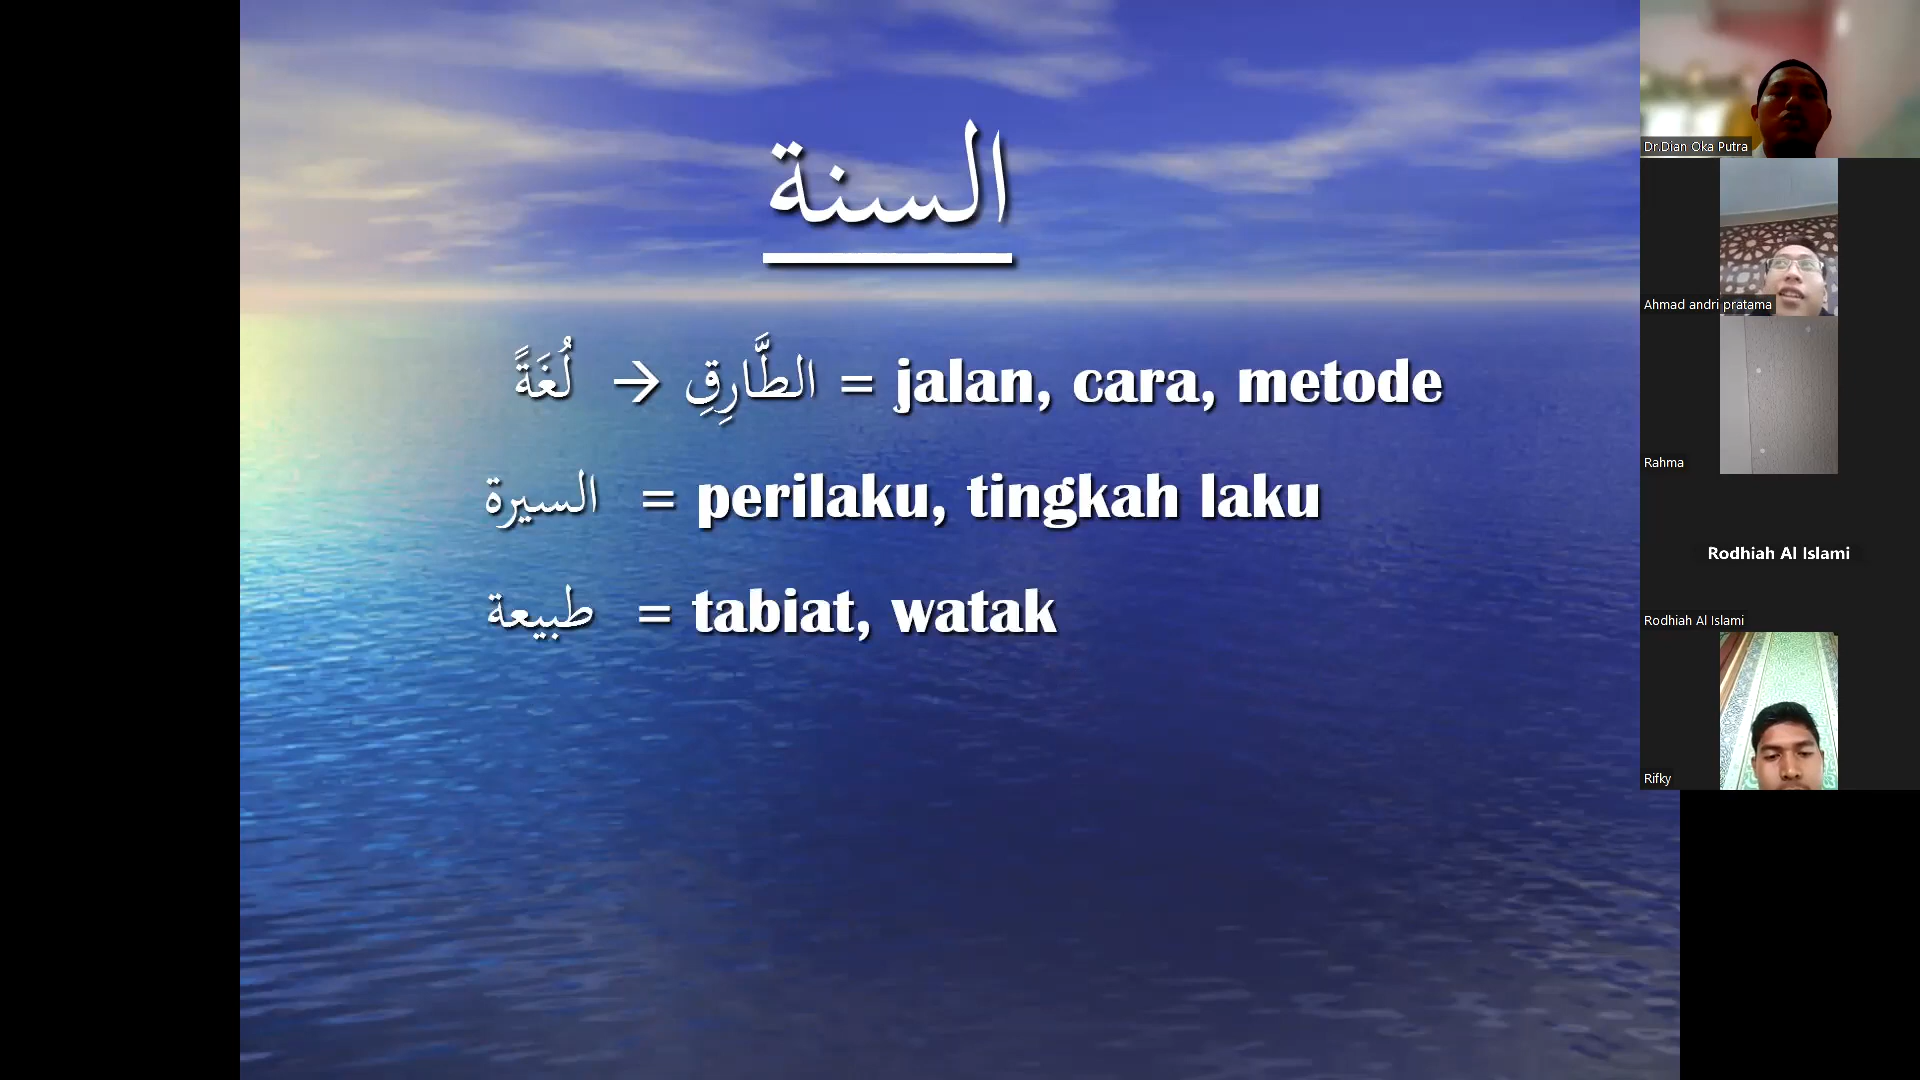 السنة
لُغَةً → الطَّارِقِ = jalan, cara, metode
السيرة = perilaku, tingkah laku
طبيعة = tabiat, watak
Dr.Dian Oka Putra
Ahmad andri pratama
Rahma
Rodhiah Al Islami
Rodhiah Al Islami
Rifky